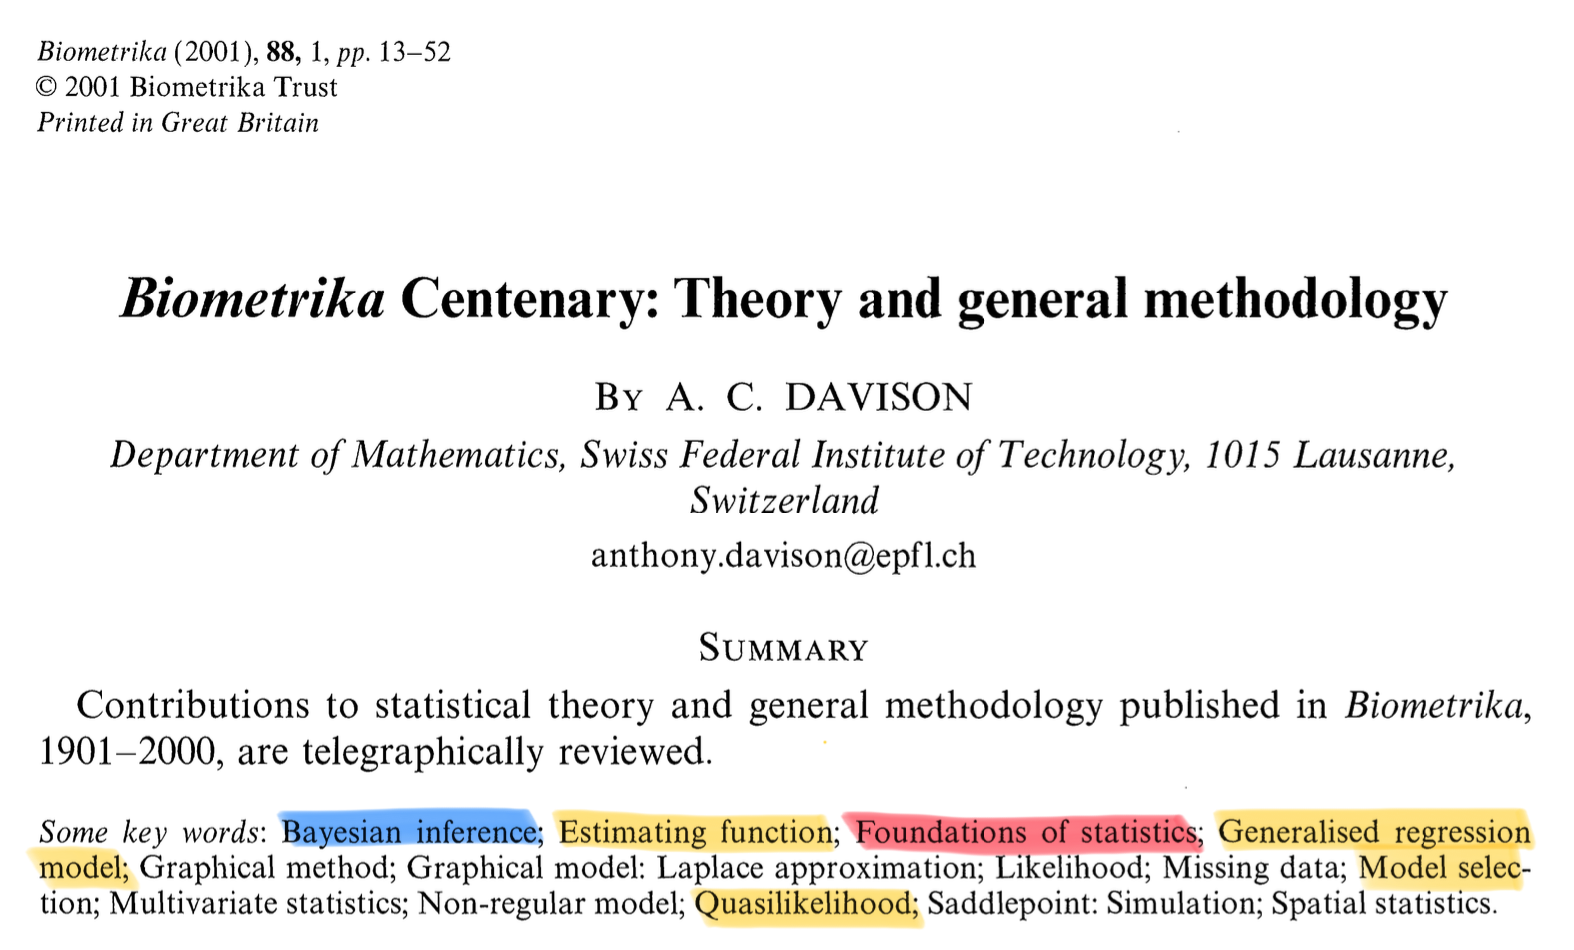 Biometrika (2001), 88, 1, pp. 13–52
© 2001 Biometrika Trust
Printed in Great Britain
Biometrika Centenary: Theory and general methodology
BY A. C. DAVISON
Department of Mathematics, Swiss Federal Institute of Technology, 1015 Lausanne,
Switzerland
anthony.davison@epfl.ch
SUMMARY
Contributions to statistical theory and general methodology published in Biometrika,
1901–2000, are telegraphically reviewed.
Some key words: Bayesian inference; Estimating function; Foundations of statistics; Generalised regression
model; Graphical method; Graphical model: Laplace approximation; Likelihood; Missing data; Model selec-
tion; Multivariate statistics; Non-regular model; Quasilikelihood; Saddlepoint: Simulation; Spatial statistics.